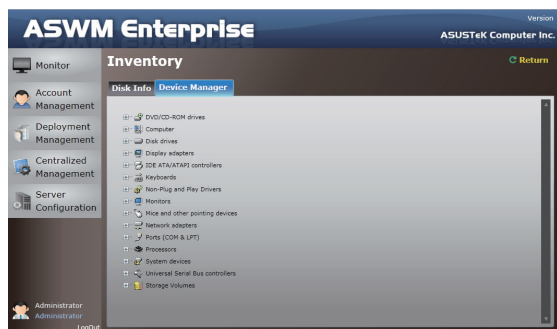 ASWM Enterprise
Version
ASUSTeK Computer Inc.
Monitor
Account
Management
Deployment
Management
Centralized
Management
Server
Configuration
Administrator
Administrator
LogOut
Inventory
Return
Disk Info Device Manager
DVD/CD-ROM drives
Computer
Disk drives
Display adapters
IDE ATA/ATAPI controllers
Keyboards
Non-Plug and Play Drivers
Monitors
Mice and other pointing devices
Network adapters
Ports (COM & LPT)
Processors
System devices
Universal Serial Bus controllers
Storage Volumes